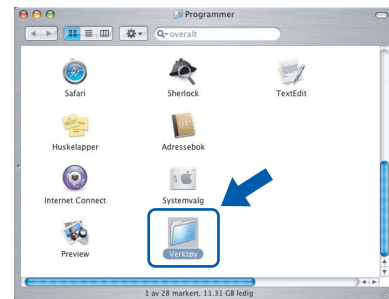 Programmer
overalt
Safari
Sherlock
TextEdit
Huskelapper
Adressebok
Internet Connect
Systemvalg
Preview
Verktøy
1 av 28 markert, 11.31 GB ledig